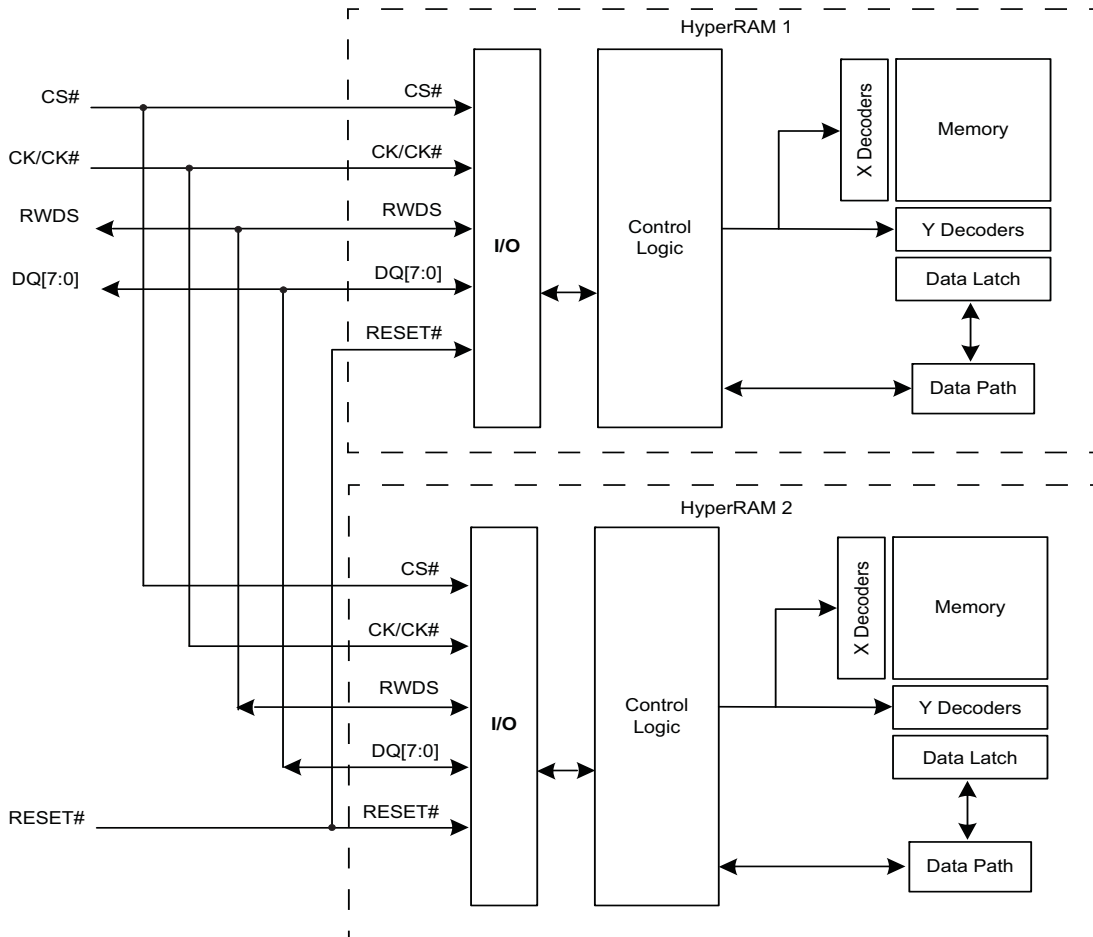 HyperRAM 1
CS#
CS#
CK/CK#
CK/CK#
RWDS
RWDS
DQ[7:0]
DQ[7:0]
RESET#
I/O
Control
Logic
X Decoders
Memory
Y Decoders
Data Latch
Data Path
HyperRAM 2
CS#
CK/CK#
RWDS
DQ[7:0]
RESET#
RESET#
I/O
Control
Logic
X Decoders
Memory
Y Decoders
Data Latch
Data Path